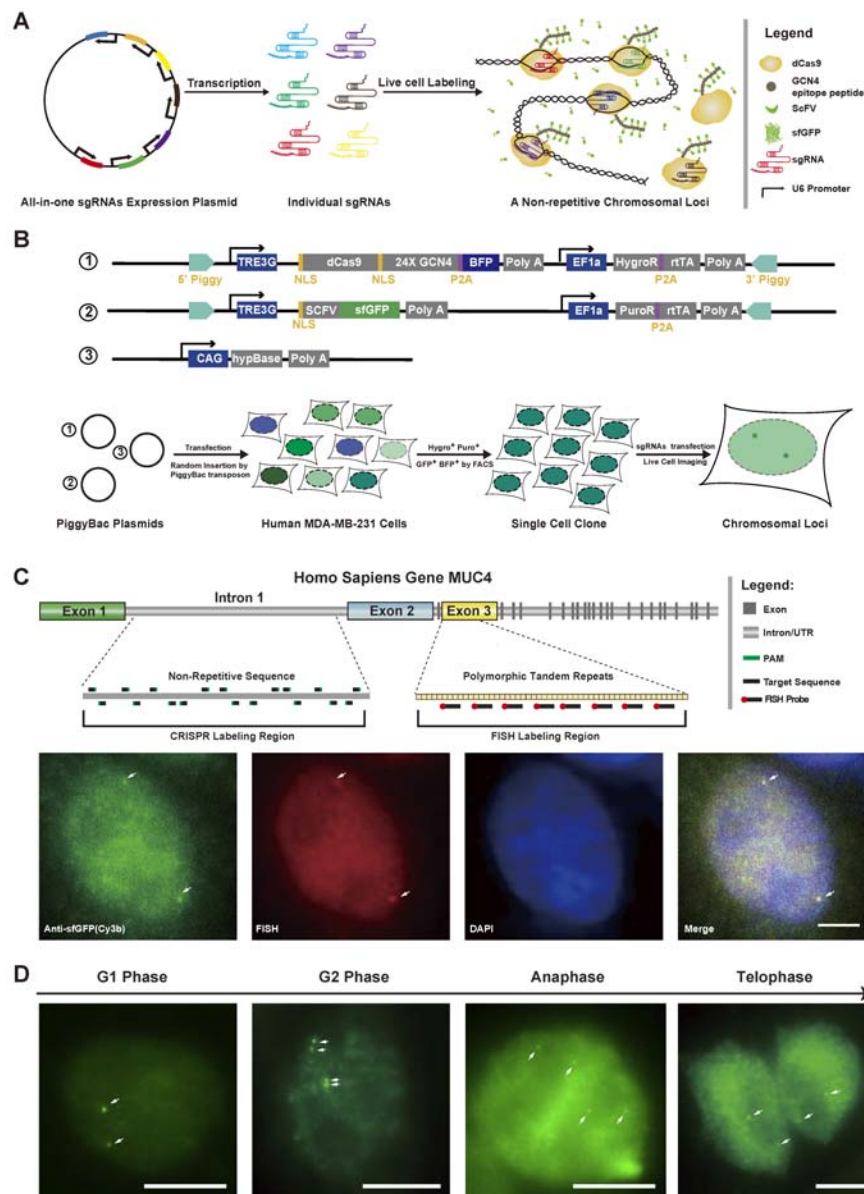 A
Legend
dCas9
GCN4
epitope peptide
ScFV
sfGFP
sgRNA
U6 Promoter
Transcription
Live cell Labeling
All-in-one sgRNAs Expression Plasmid
Individual sgRNAs
A Non-repetitive Chromosomal Loci
B
① TRE3G dCas9 24X GCN4 BFP Poly A EF1a HygroR rtTA Poly A
5' Piggy NLS NLS P2A P2A 3' Piggy
② TRE3G SCFV sfGFP Poly A EF1a PuroR rtTA Poly A
NLS P2A
③ CAG hypBase Poly A
① ③ ②
Transfection
Random Insertion by
PiggyBac transposon
Hygro⁺ Puro⁺
GFP⁺ BFP⁺ by FACS
sgRNAs transfection
Live Cell Imaging
PiggyBac Plasmids
Human MDA-MB-231 Cells
Single Cell Clone
Chromosomal Loci
C
Homo Sapiens Gene MUC4
Exon 1 Intron 1 Exon 2 Exon 3
Non-Repetitive Sequence
Polymorphic Tandem Repeats
CRISPR Labeling Region
FISH Labeling Region
Legend:
Exon
Intron/UTR
PAM
Target Sequence
FISH Probe
Anti-sfGFP(Cy3b)
FISH
DAPI
Merge
D
G1 Phase
G2 Phase
Anaphase
Telophase